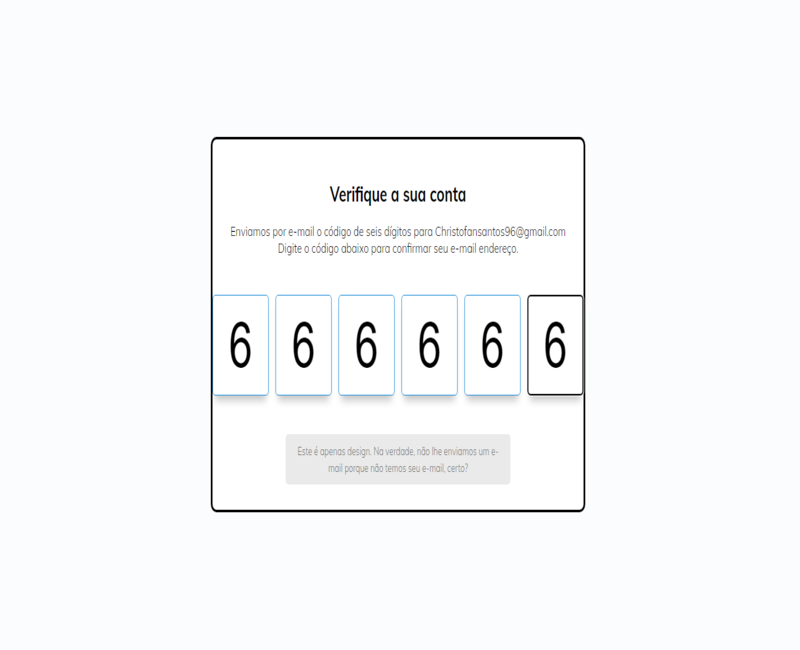 Verifique a sua conta
Enviamos por e-mail o código de seis dígitos para Christofansantos96@gmail.com
Digite o código abaixo para confirmar seu e-mail endereço.
6 6 6 6 6 6
Este é apenas design. Na verdade, não lhe enviamos um e-
mail porque não temos seu e-mail, certo?